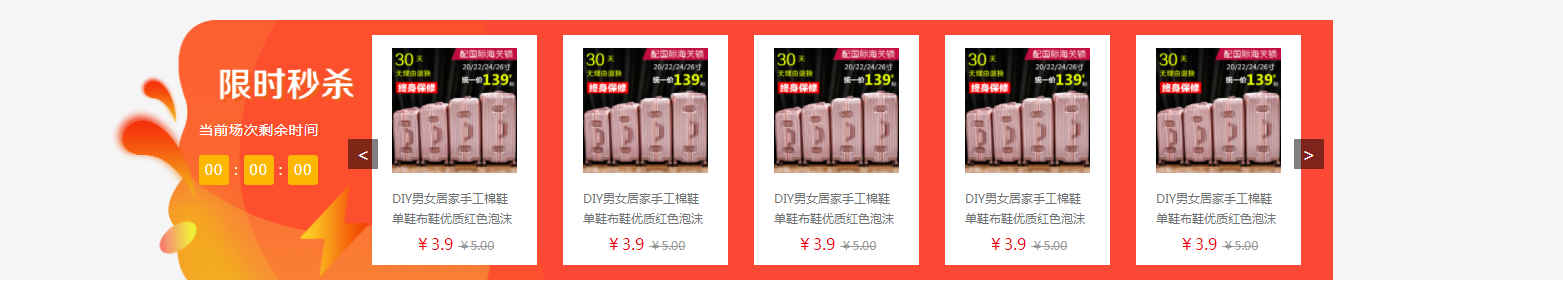 限时秒杀
当前场次剩余时间
00 : 00 : 00
<
30天
无理由退换
终身保修
配国际海关锁
20/22/24/26寸
统一价139¥起
DIY男女居家手工棉鞋
单鞋布鞋优质红色泡沫
¥3.9 ¥5.00
30天
无理由退换
终身保修
配国际海关锁
20/22/24/26寸
统一价139¥起
DIY男女居家手工棉鞋
单鞋布鞋优质红色泡沫
¥3.9 ¥5.00
30天
无理由退换
终身保修
配国际海关锁
20/22/24/26寸
统一价139¥起
DIY男女居家手工棉鞋
单鞋布鞋优质红色泡沫
¥3.9 ¥5.00
30天
无理由退换
终身保修
配国际海关锁
20/22/24/26寸
统一价139¥起
DIY男女居家手工棉鞋
单鞋布鞋优质红色泡沫
¥3.9 ¥5.00
30天
无理由退换
终身保修
配国际海关锁
20/22/24/26寸
统一价139¥起
DIY男女居家手工棉鞋
单鞋布鞋优质红色泡沫
¥3.9 ¥5.00
>